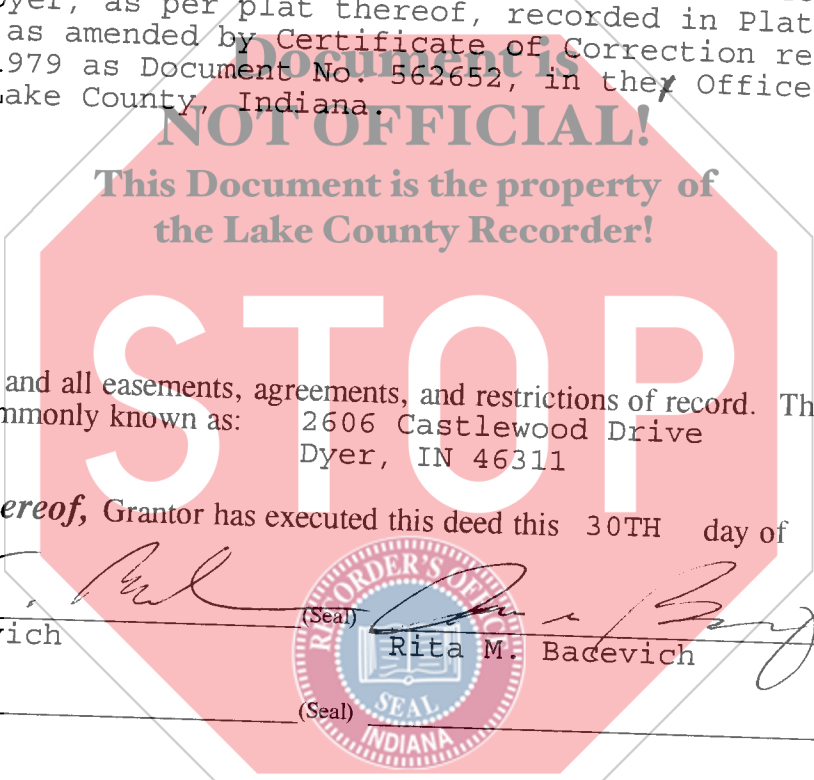 yer, as per plat thereof, recorded in Plat
as amended by Certificate of Correction re
1979 as Document No. 562652, in the Office
Lake County, Indiana.
Document is
NOT OFFICIAL!
This Document is the property of
the Lake County Recorder!
STOP
and all easements, agreements, and restrictions of record. Th
mmonly known as: 2606 Castlewood Drive
Dyer, IN 46311
ereof, Grantor has executed this deed this 30TH day of
(Seal)
vich Rita M. Bacevich
(Seal)
RECORDER'S OFFICE
SEAL
INDIANA